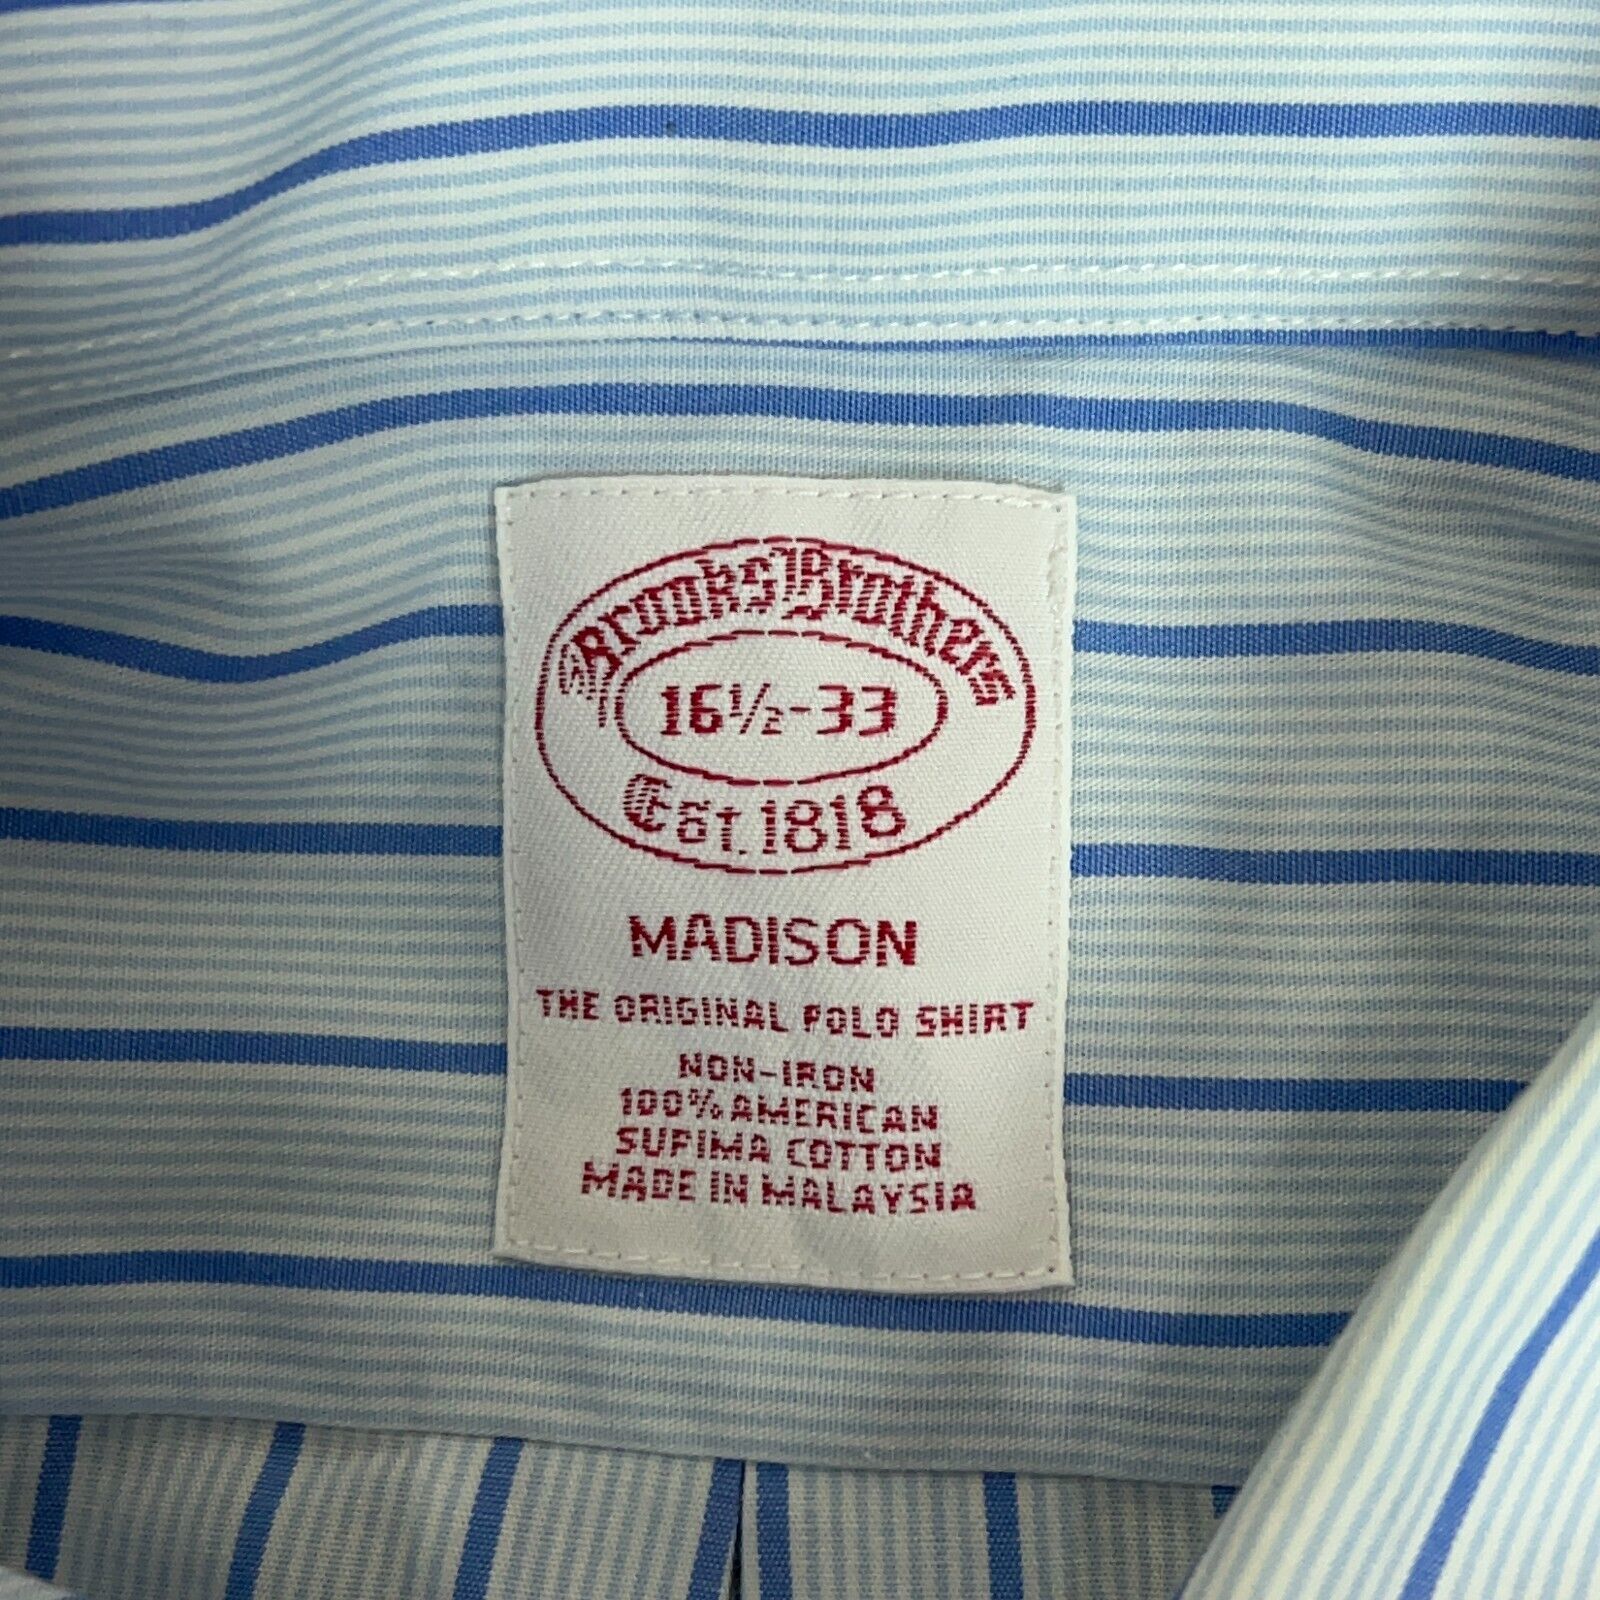 Brooks Brothers
16½-33
Est. 1818
MADISON
THE ORIGINAL POLO SHIRT
NON-IRON
100% AMERICAN
SUPIMA COTTON
MADE IN MALAYSIA